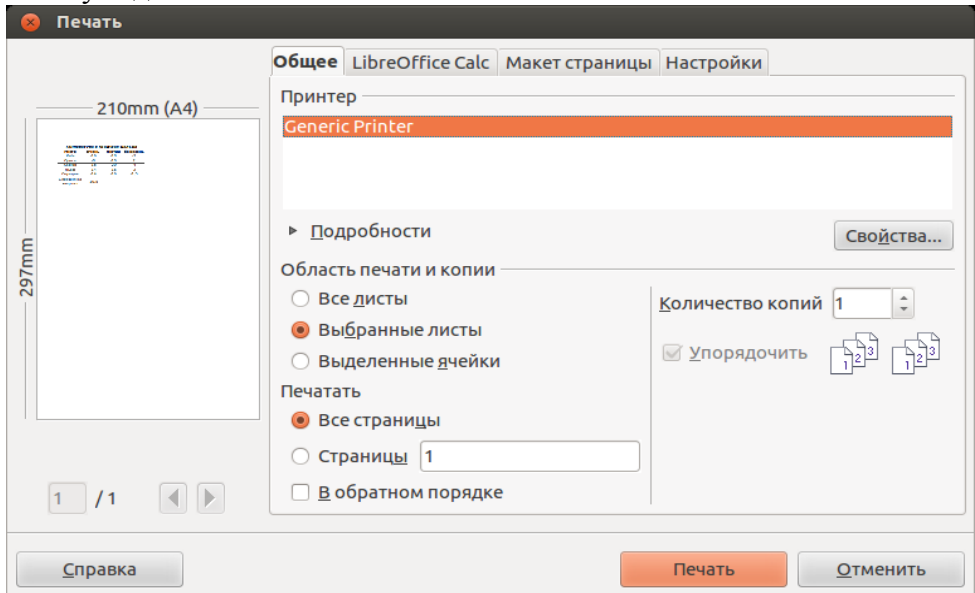 Печать
Общее LibreOffice Calc Макет страницы Настройки
210mm (A4)
297mm
Принтер
Generic Printer
Подробности
Свойства...
Область печати и копии
Все листы
Выбранные листы
Выделенные ячейки
Количество копий 1
Упорядочить 1 2 3 1 2 3
Печатать
Все страницы
Страницы 1
В обратном порядке
1 / 1
Справка
Печать
Отменить